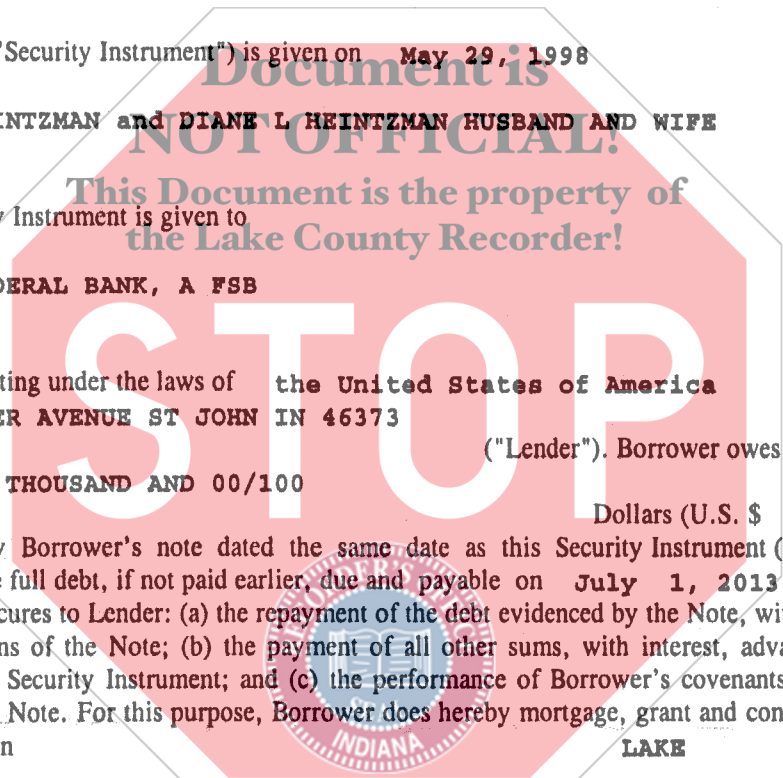 "Security Instrument") is given on May 29, 1998
Document is
INTZMAN and DIANE L HEINTZMAN HUSBAND AND WIFE
NOT OFFICIAL!
This Document is the property of
Instrument is given to
the Lake County Recorder!
DERAL BANK, A FSB
STOP
ting under the laws of the United States of America
ER AVENUE ST JOHN IN 46373
("Lender"). Borrower owes
THOUSAND AND 00/100
Dollars (U.S. $
Borrower's note dated the same date as this Security Instrument (
full debt, if not paid earlier, due and payable on July 1, 2013
cures to Lender: (a) the repayment of the debt evidenced by the Note, wi
ns of the Note; (b) the payment of all other sums, with interest, adva
Security Instrument; and (c) the performance of Borrower's covenants
Note. For this purpose, Borrower does hereby mortgage, grant and con
n LAKE
RECORDER'S OFFICE
SEAL
INDIANA